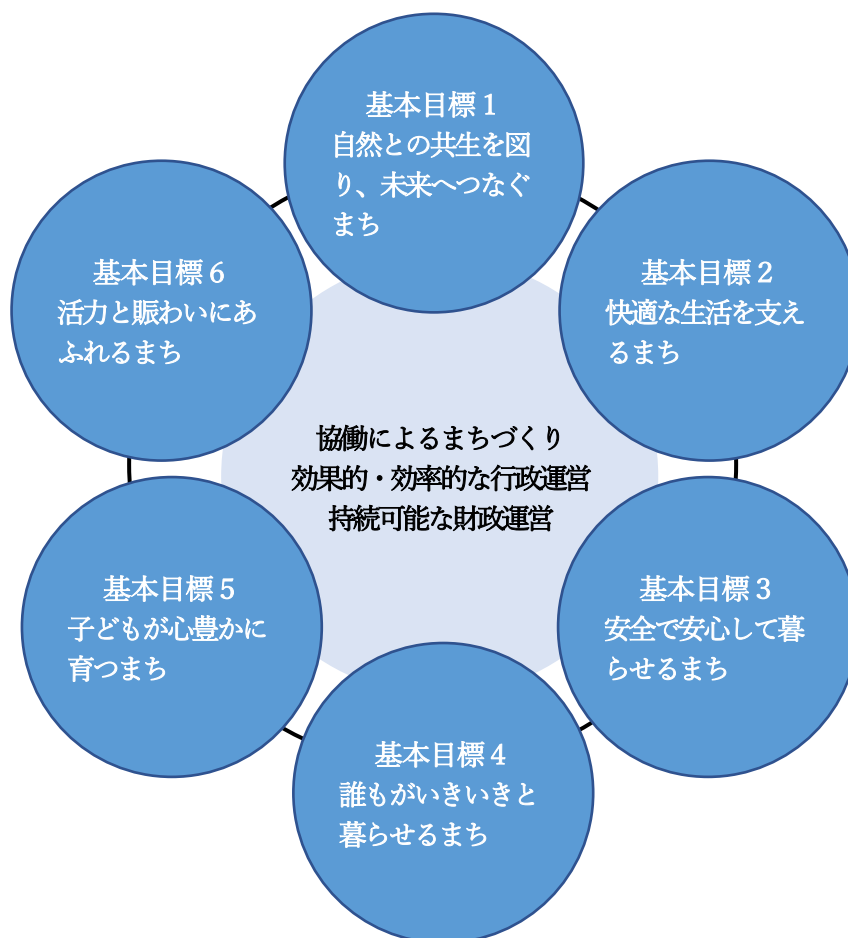 基本目標１
自然との共生を図
り、未来へつなぐ
まち
基本目標２
快適な生活を支え
るまち
基本目標３
安全で安心して暮
らせるまち
基本目標４
誰もがいきいきと
暮らせるまち
基本目標５
子どもが心豊かに
育つまち
基本目標６
活力と賑わいにあ
ふれるまち
協働によるまちづくり
効果的・効率的な行政運営
持続可能な財政運営